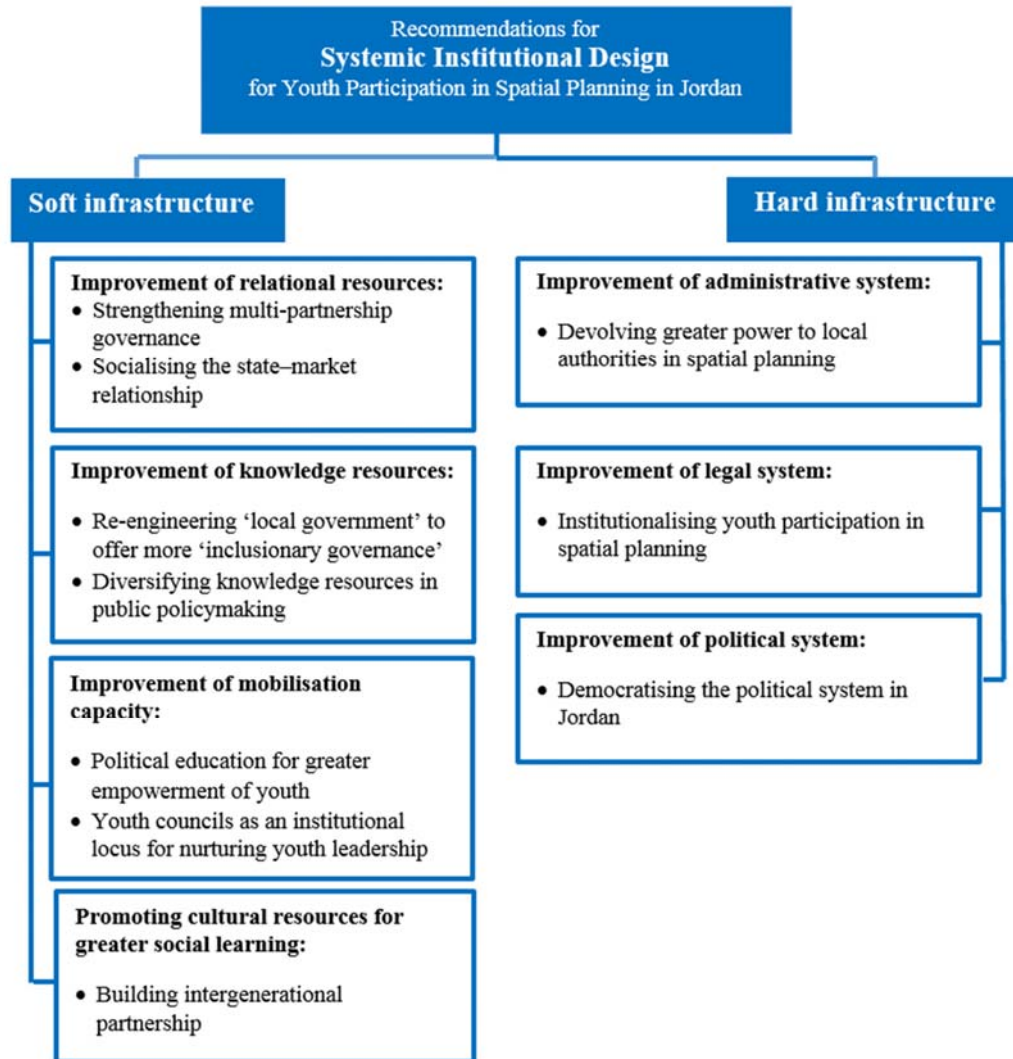 Recommendations for
Systemic Institutional Design
for Youth Participation in Spatial Planning in Jordan
Soft infrastructure
Improvement of relational resources:
• Strengthening multi-partnership
governance
• Socialising the state–market
relationship
Improvement of knowledge resources:
• Re-engineering ‘local government’ to
offer more ‘inclusionary governance’
• Diversifying knowledge resources in
public policymaking
Improvement of mobilisation
capacity:
• Political education for greater
empowerment of youth
• Youth councils as an institutional
locus for nurturing youth leadership
Promoting cultural resources for
greater social learning:
• Building intergenerational
partnership
Hard infrastructure
Improvement of administrative system:
• Devolving greater power to local
authorities in spatial planning
Improvement of legal system:
• Institutionalising youth participation in
spatial planning
Improvement of political system:
• Democratising the political system in
Jordan